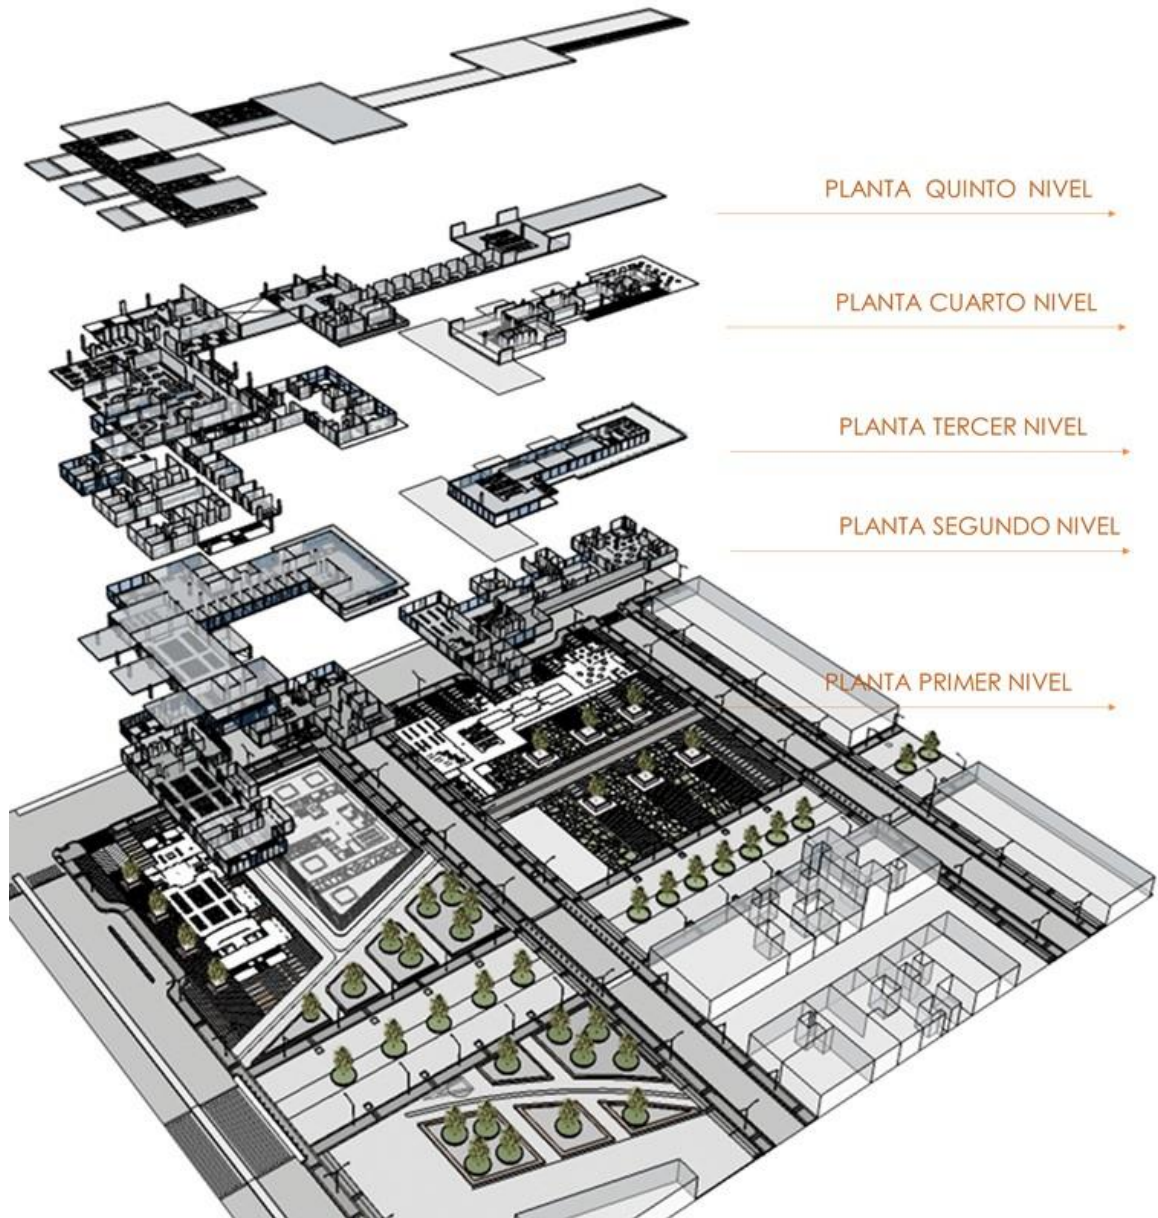 PLANTA QUINTO NIVEL
PLANTA CUARTO NIVEL
PLANTA TERCER NIVEL
PLANTA SEGUNDO NIVEL
PLANTA PRIMER NIVEL